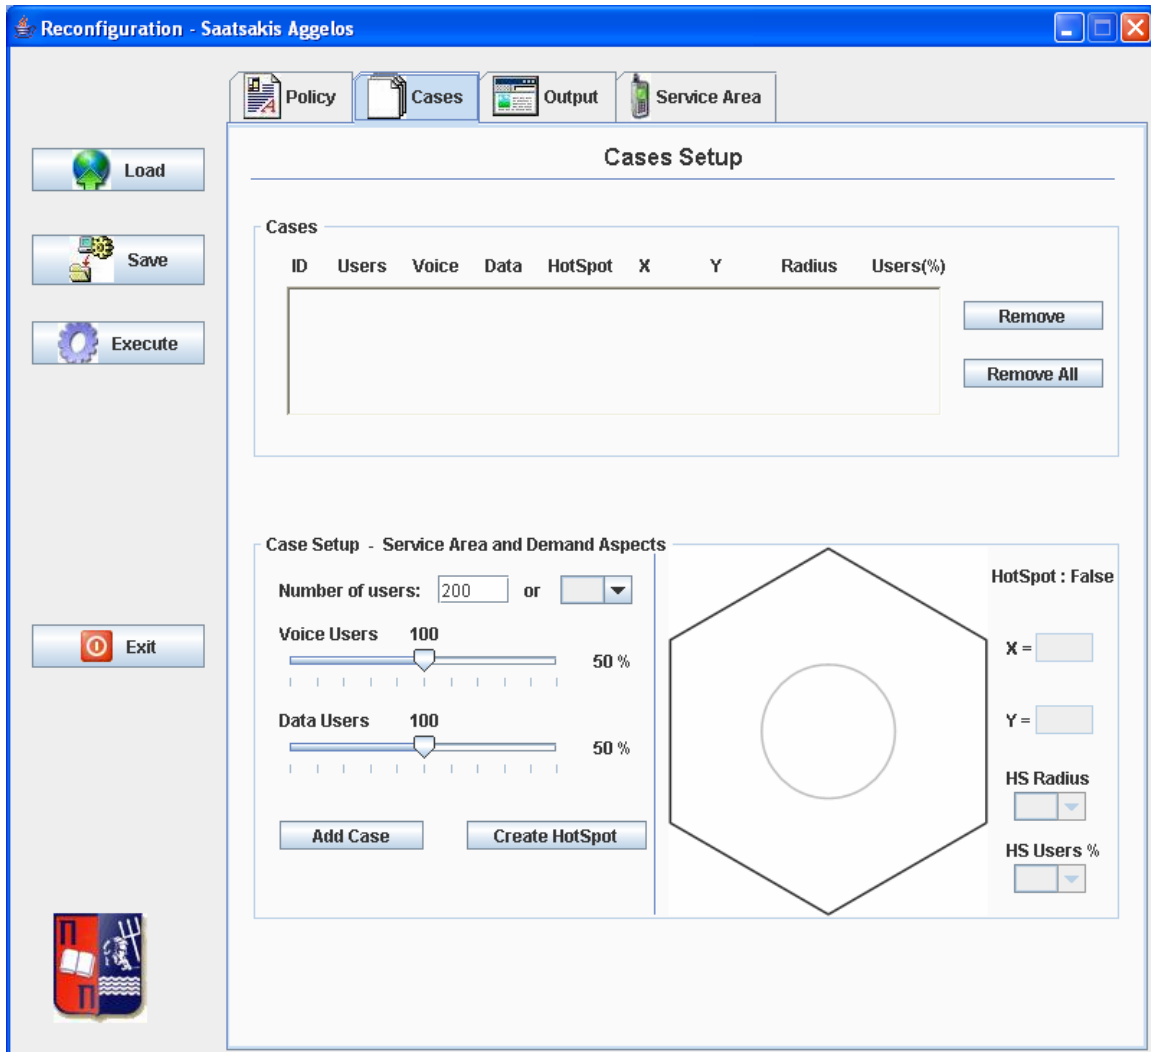 Reconfiguration - Saatsakis Aggelos
Policy
Cases
Output
Service Area
Load
Save
Execute
Exit
Cases Setup
Cases
ID Users Voice Data HotSpot X Y Radius Users(%)
Remove
Remove All
Case Setup - Service Area and Demand Aspects
Number of users: 200 or
Voice Users 100
50 %
Data Users 100
50 %
Add Case
Create HotSpot
HotSpot : False
X =
Y =
HS Radius
HS Users %
Π
Π